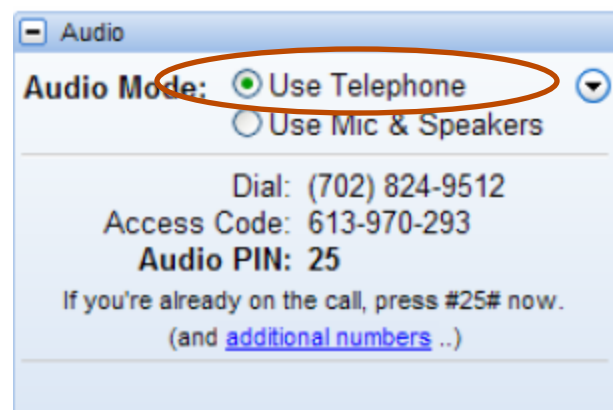 Audio
Audio Mode: Use Telephone
Use Mic & Speakers
Dial: (702) 824-9512
Access Code: 613-970-293
Audio PIN: 25
If you're already on the call, press #25# now.
(and additional numbers ..)